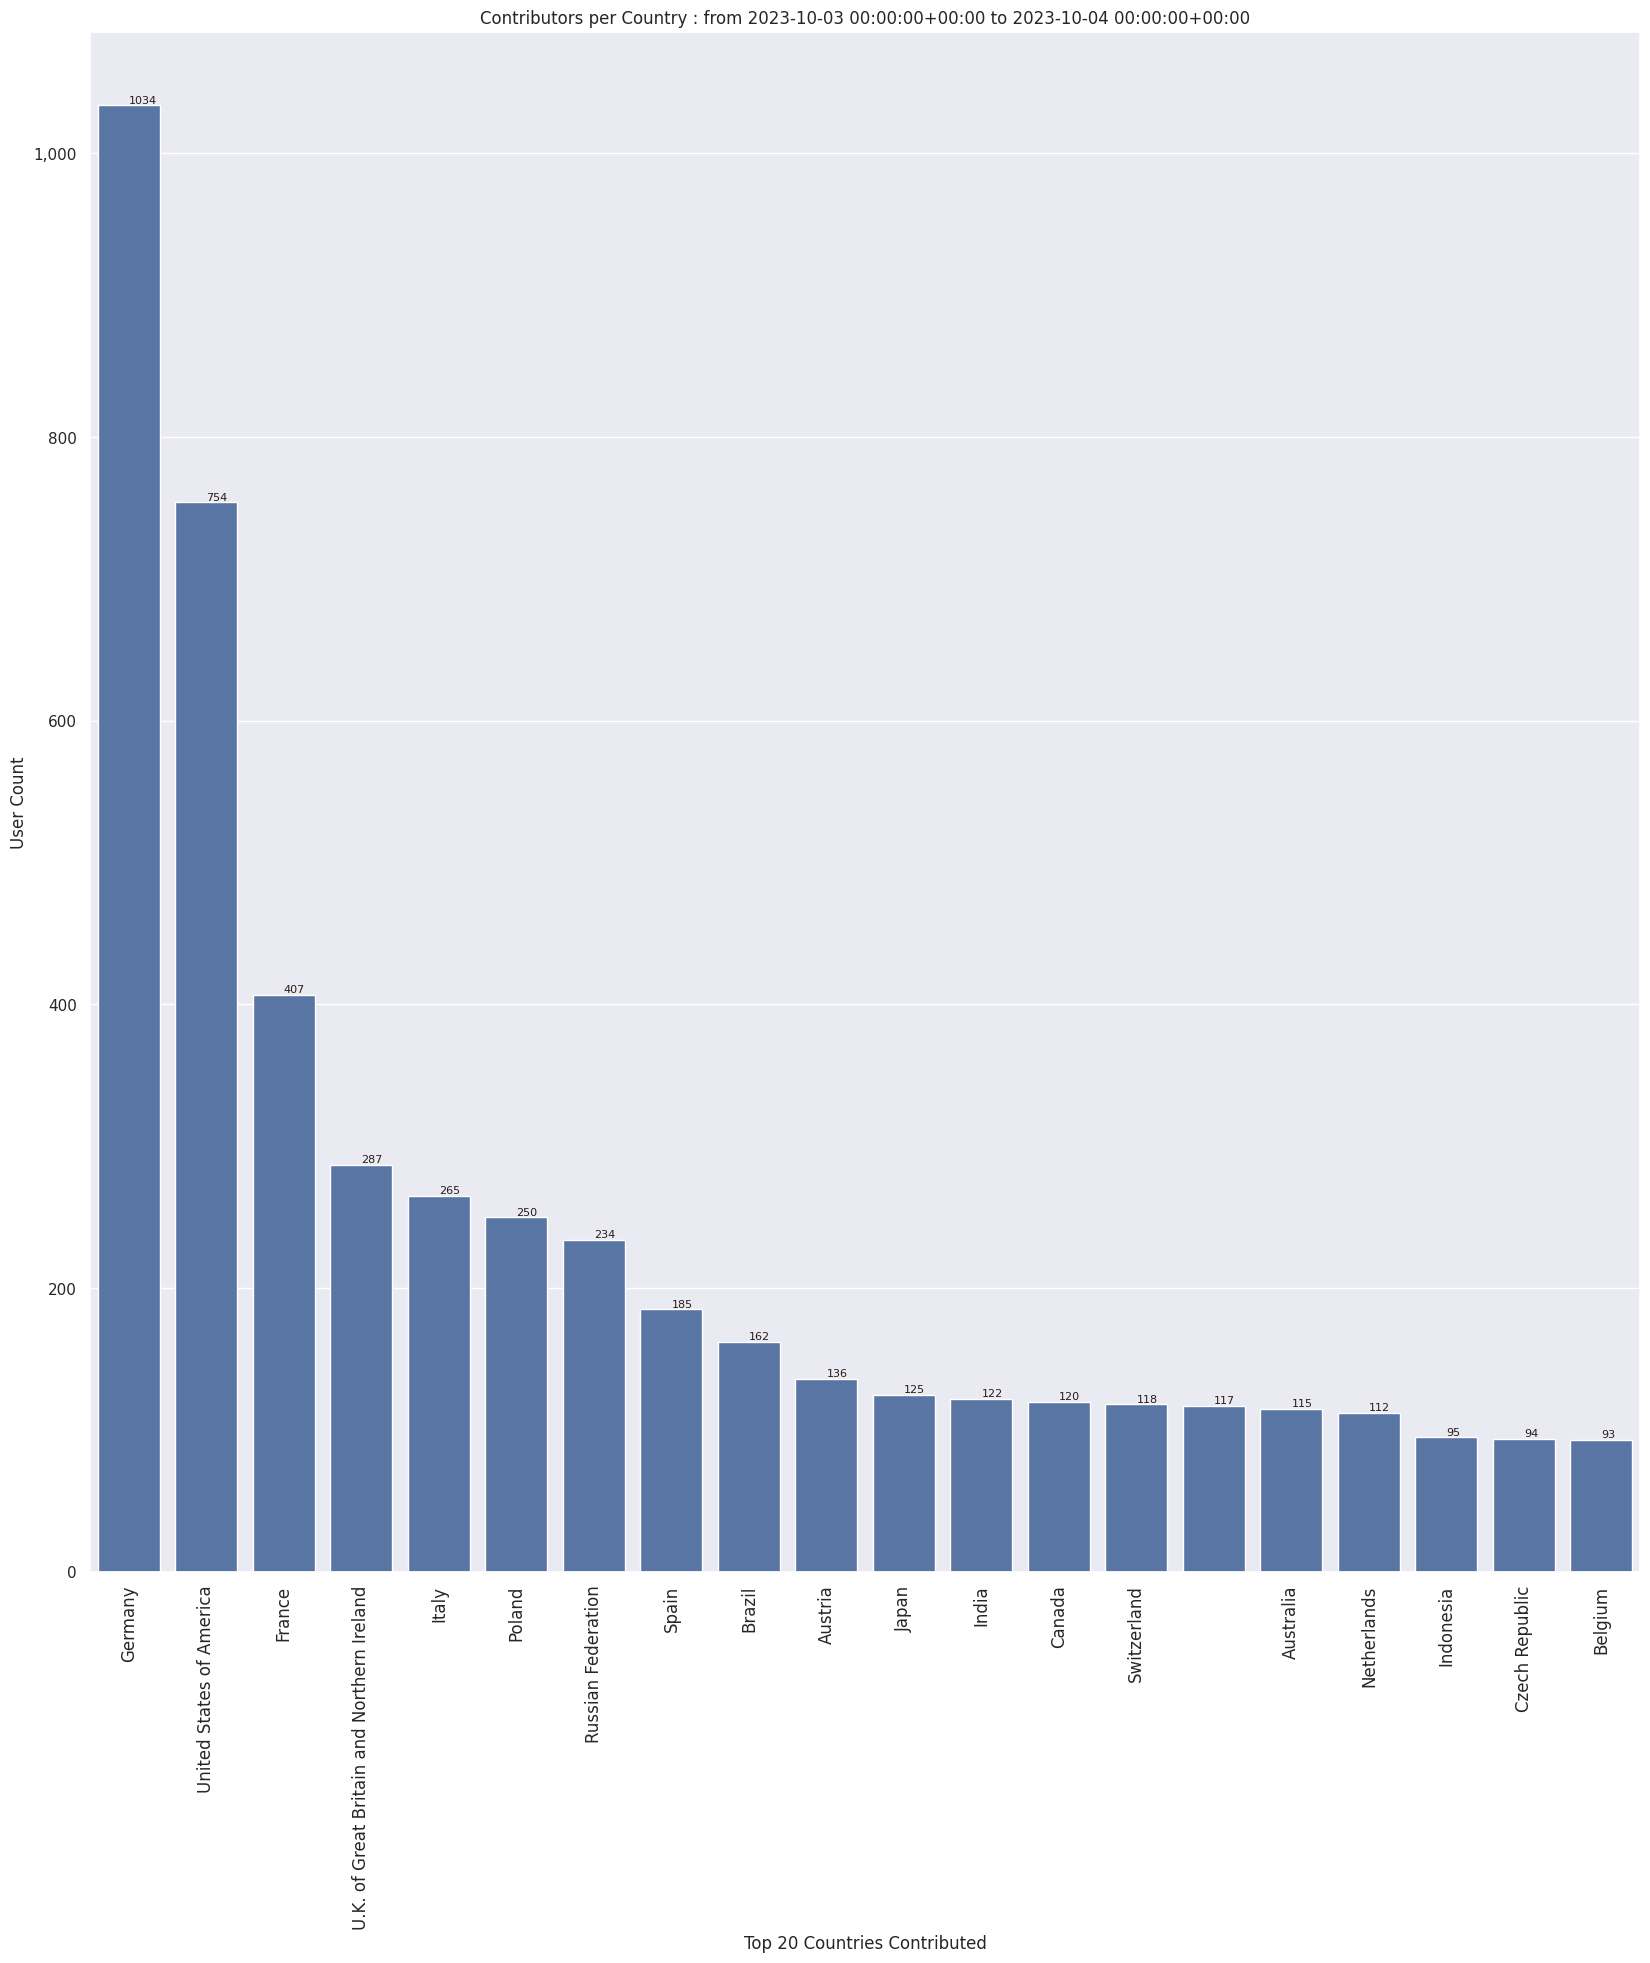 Contributors per Country : from 2023-10-03 00:00:00+00:00 to 2023-10-04 00:00:00+00:00
1034
1,000
800
754
600
User Count
407
400
287
265
250
234
200
185
162
136
125
122
120
118
117
115
112
95
94
93
0
Germany
United States of America
France
U.K. of Great Britain and Northern Ireland
Italy
Poland
Russian Federation
Spain
Brazil
Austria
Japan
India
Canada
Switzerland
Australia
Netherlands
Indonesia
Czech Republic
Belgium
Top 20 Countries Contributed